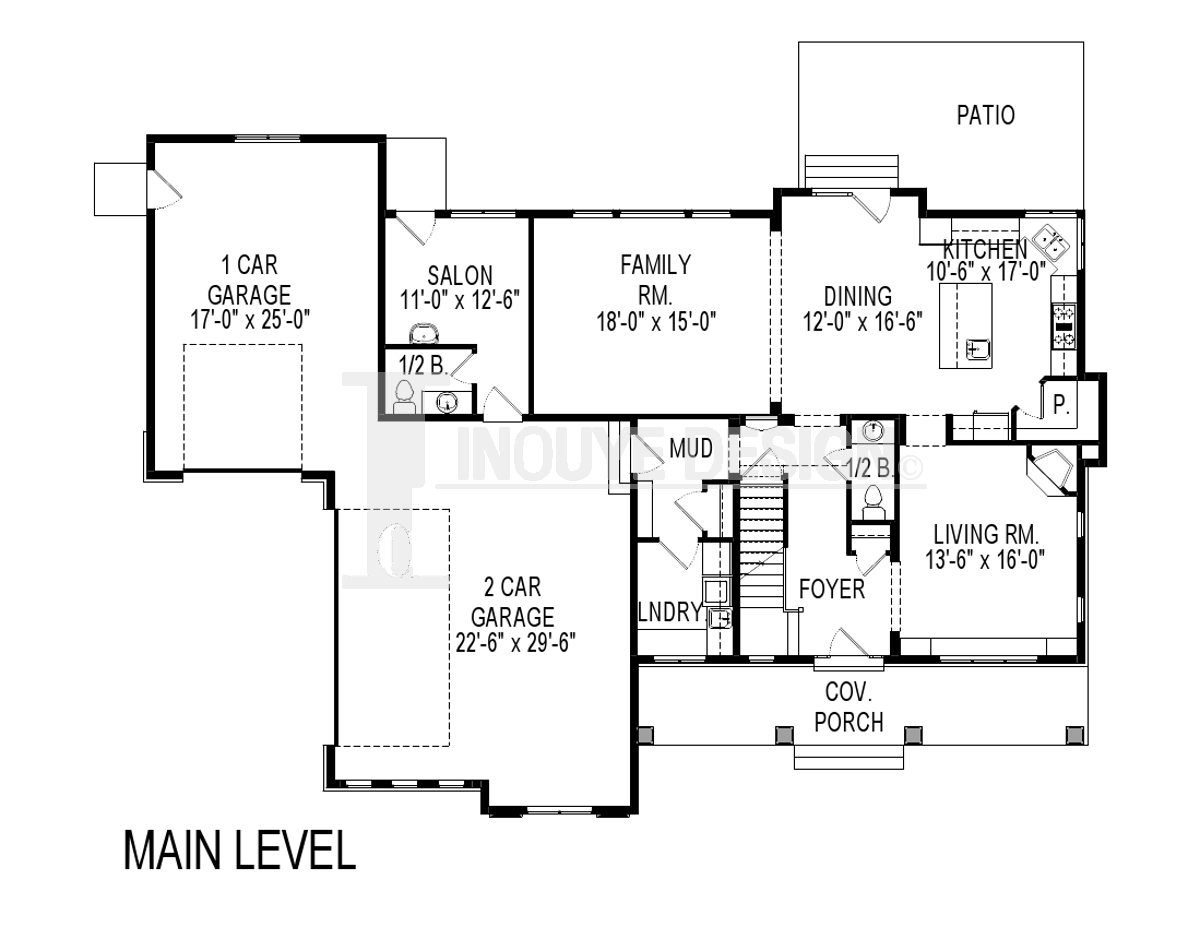 PATIO
1 CAR
GARAGE
17'-0" x 25'-0"
SALON
11'-0" x 12'-6"
FAMILY
RM.
18'-0" x 15'-0"
DINING
12'-0" x 16'-6"
KITCHEN
10'-6" x 17'-0"
1/2 B.
P.
MUD
INOUYE DESIGN ©
1/2 B.
LIVING RM.
13'-6" x 16'-0"
2 CAR
GARAGE
22'-6" x 29'-6"
LNDRY.
FOYER
COV.
PORCH
MAIN LEVEL